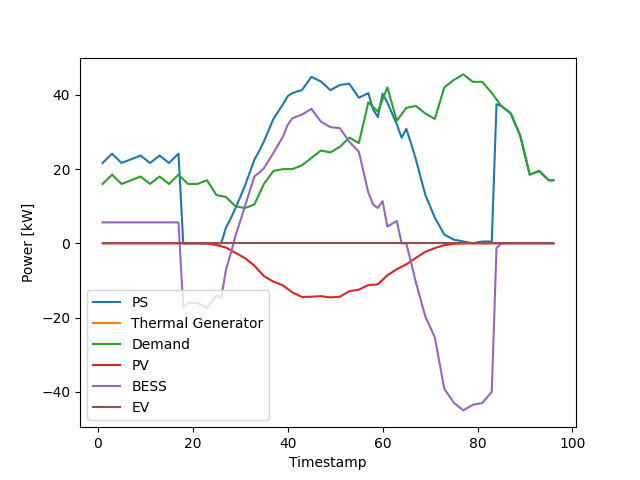 Power [kW]
40
20
0
−20
−40
PS
Thermal Generator
Demand
PV
BESS
EV
0 20 40 60 80 100
Timestamp